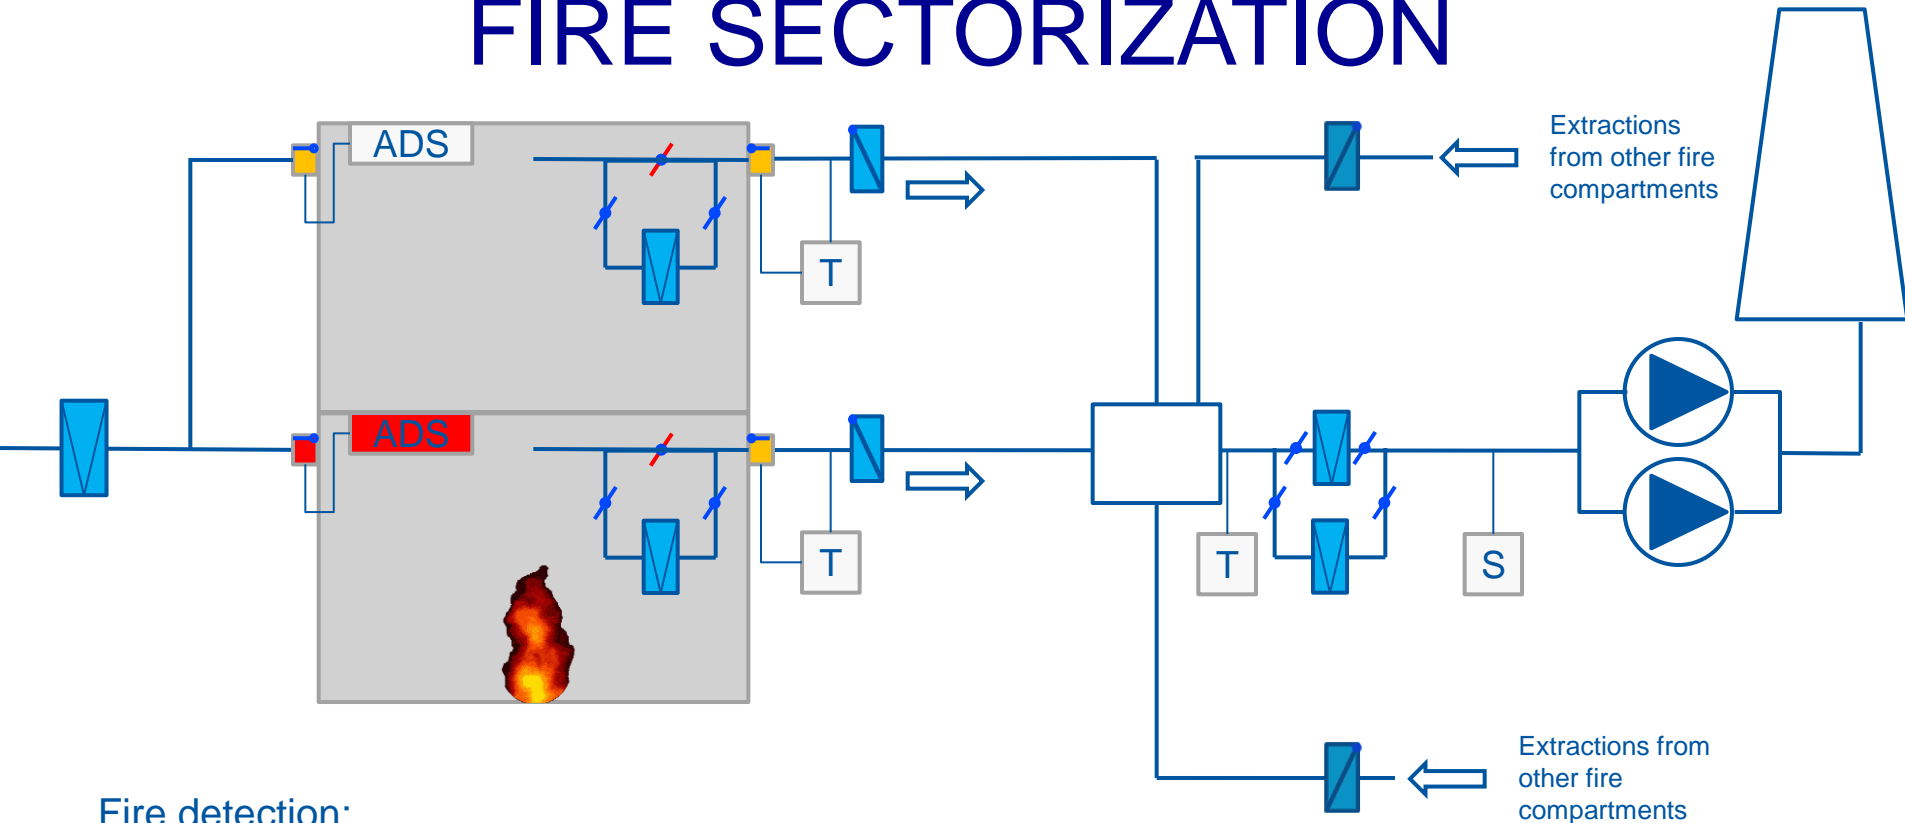 FIRE SECTORIZATION
ADS
Extractions
from other fire
compartments
T
ADS
T
T
S
Extractions from
other fire
compartments
Fire detection: